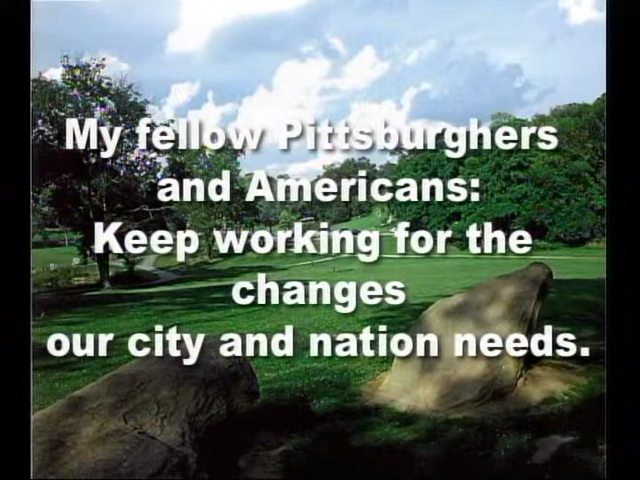 My fellow Pittsburghers
and Americans:
Keep working for the
changes
our city and nation needs.